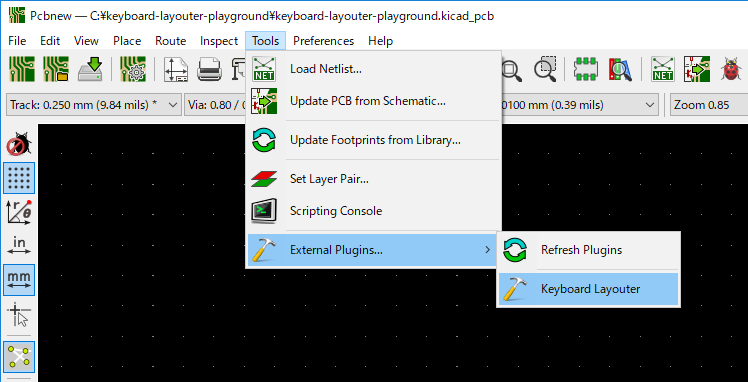 Pcbnew — C:¥keyboard-layouter-playground¥keyboard-layouter-playground.kicad_pcb
File Edit View Place Route Inspect Tools Preferences Help
NET
Load Netlist...
NET
Track: 0.250 mm (9.84 mils) * Via: 0.80 / 0100 mm (0.39 mils) Zoom 0.85
Update PCB from Schematic...
Update Footprints from Library...
Set Layer Pair...
r θ
Scripting Console
in
External Plugins... Refresh Plugins
mm
Keyboard Layouter